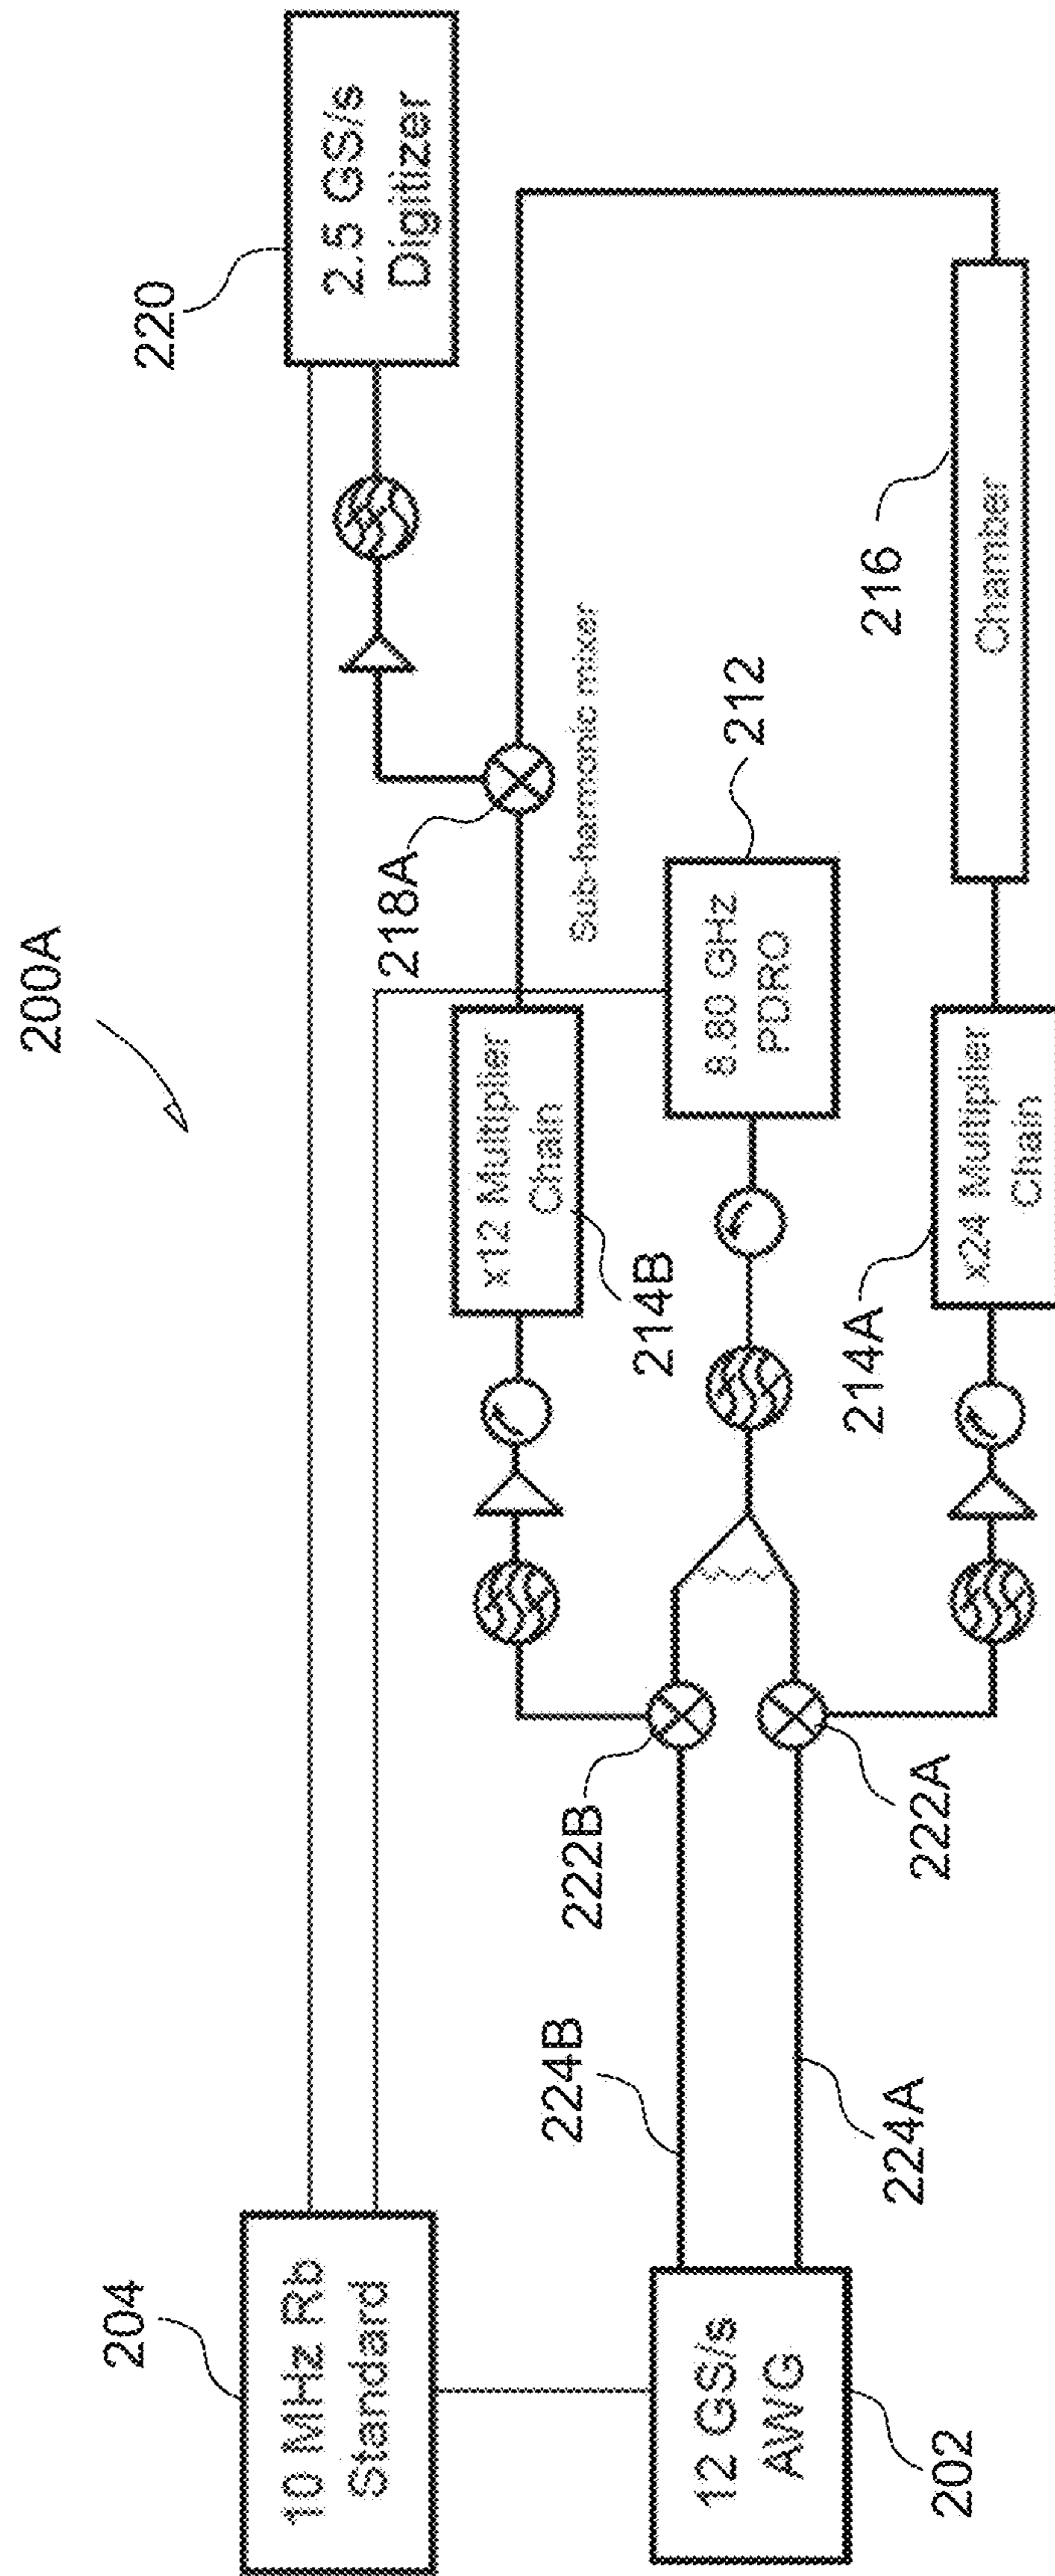 200A
204
10 MHz Rb
Standard
220
2.5 GS/s
Digitizer
218A
Sub-harmonic mixer
x12 Multiplier
Chain
214B
8.80 GHz
PDRO
212
222B
224B
12 GS/s
AWG
202
224A
222A
214A
x24 Multiplier
Chain
216
Chamber